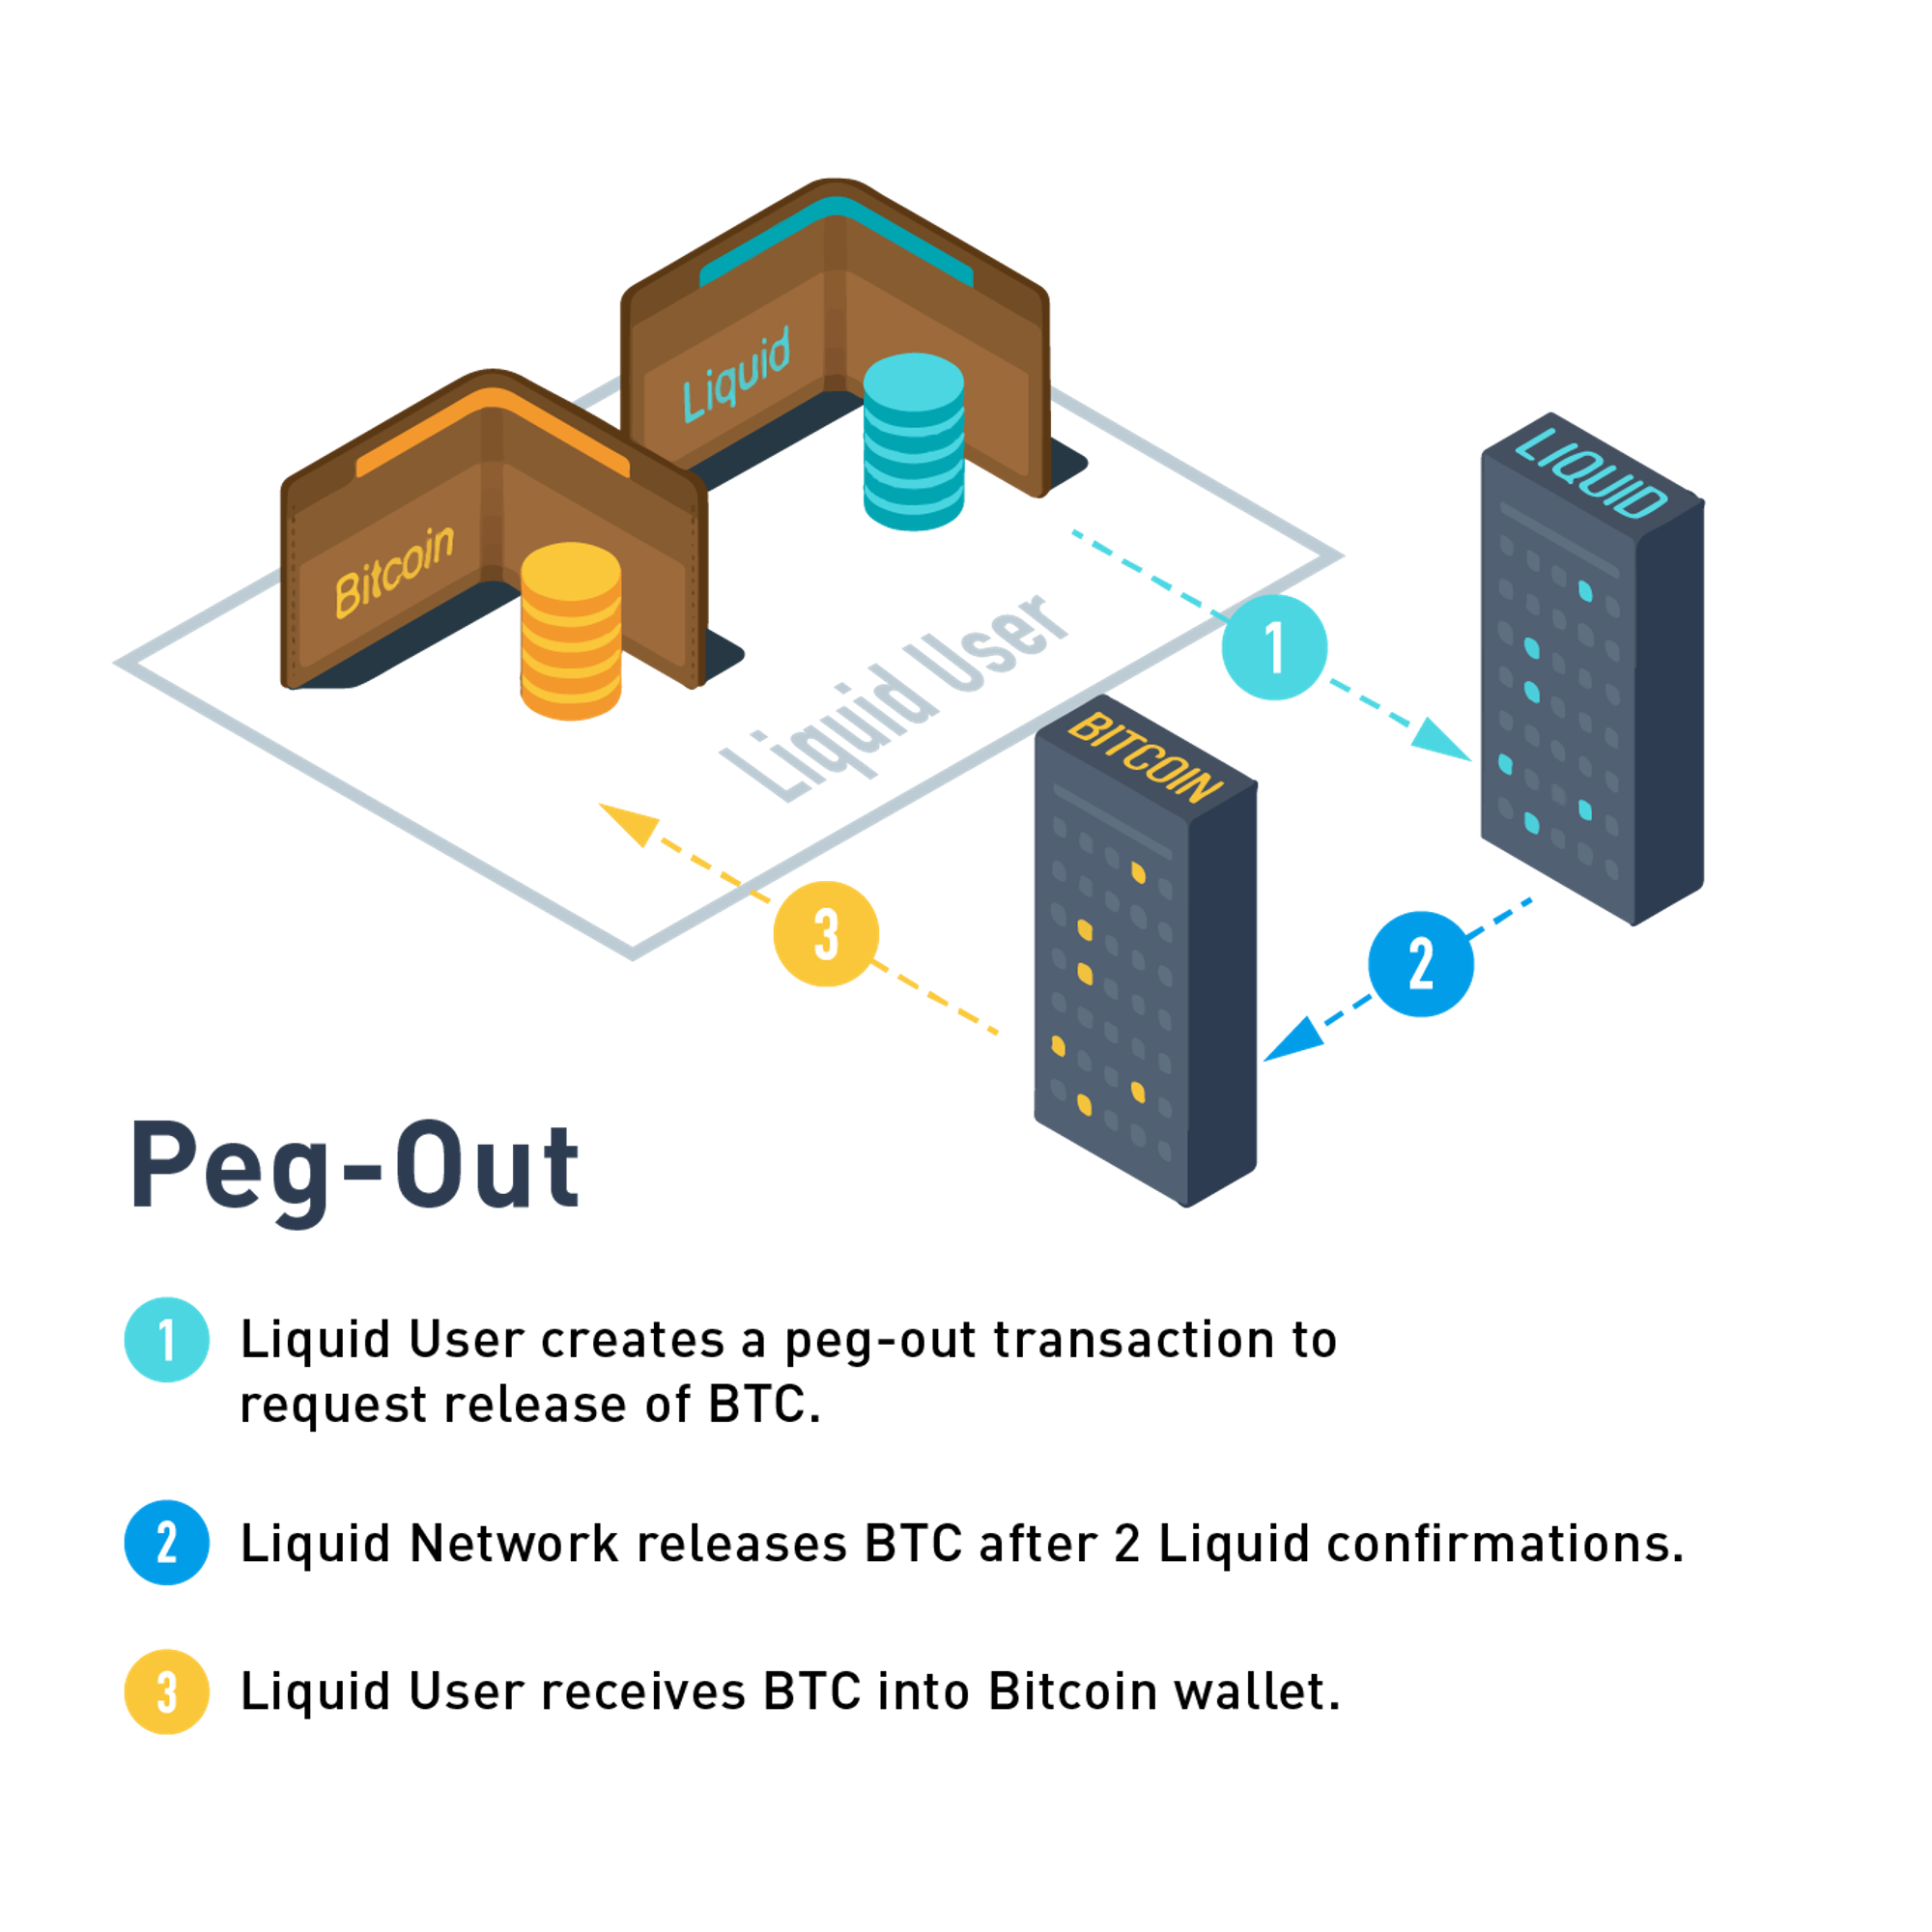 Liquid
LIQUID
Bitcoin
Liquid User
1
BITCOIN
3
2
Peg-Out
1 Liquid User creates a peg-out transaction to
request release of BTC.
2 Liquid Network releases BTC after 2 Liquid confirmations.
3 Liquid User receives BTC into Bitcoin wallet.